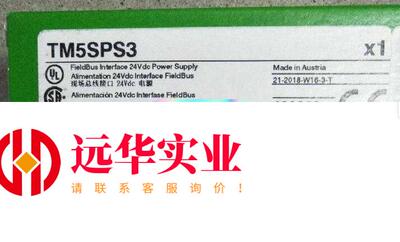 TM5SPS3
x1
FieldBus Interface 24Vdc Power Supply
Made in Austria
Alimentation 24Vdc Interface FieldBus
21-2018-W16-3-T
现场总线接口 24Vdc 电源
Alimentación 24Vdc Interfase FieldBus
远华实业
请联系客服询价！